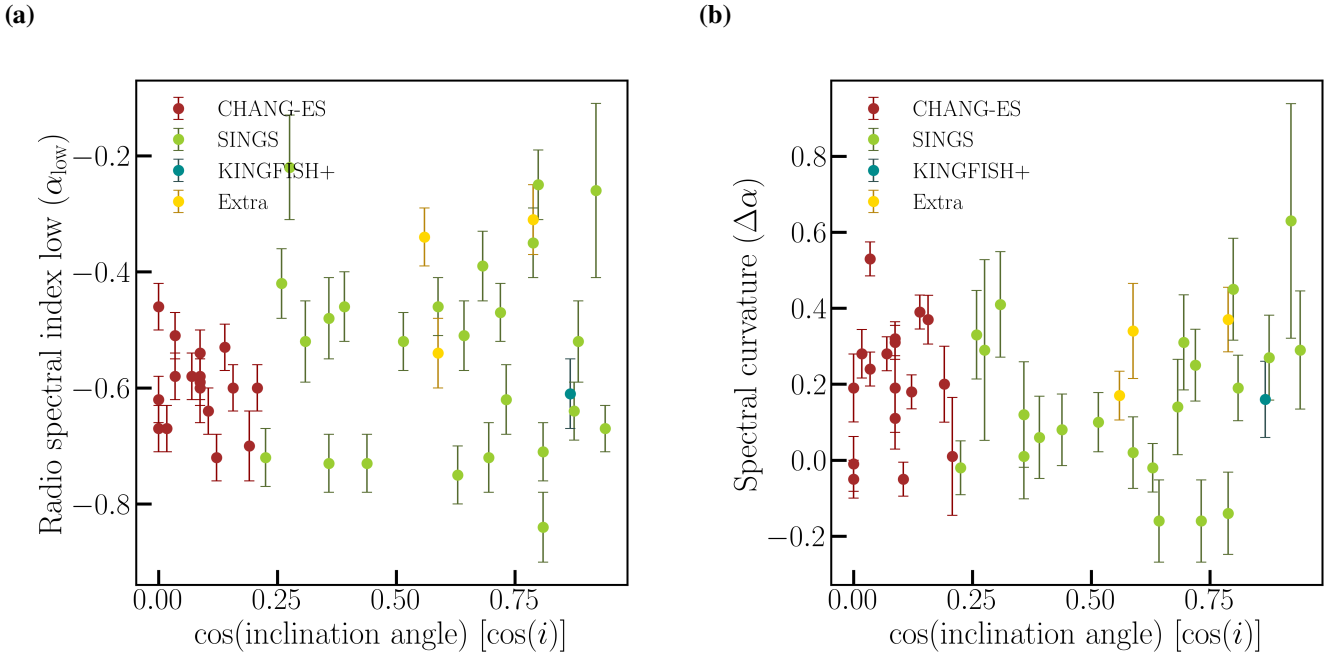 (a)
CHANG-ES
SINGS
KINGFISH+
Extra
−0.2
−0.4
−0.6
−0.8
0.00
0.25
0.50
0.75
Radio spectral index low (α_low)
cos(inclination angle) [cos(i)]
(b)
CHANG-ES
SINGS
KINGFISH+
Extra
0.8
0.6
0.4
0.2
0.0
−0.2
0.00
0.25
0.50
0.75
Spectral curvature (Δα)
cos(inclination angle) [cos(i)]